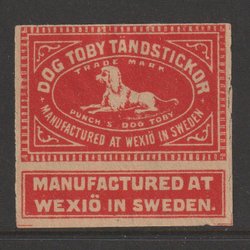 DOG TOBY TÄNDSTICKOR
TRADE MARK
PUNCH'S DOG TOBY
MANUFACTURED AT WEXIÖ IN SWEDEN
MANUFACTURED AT
WEXIÖ IN SWEDEN.